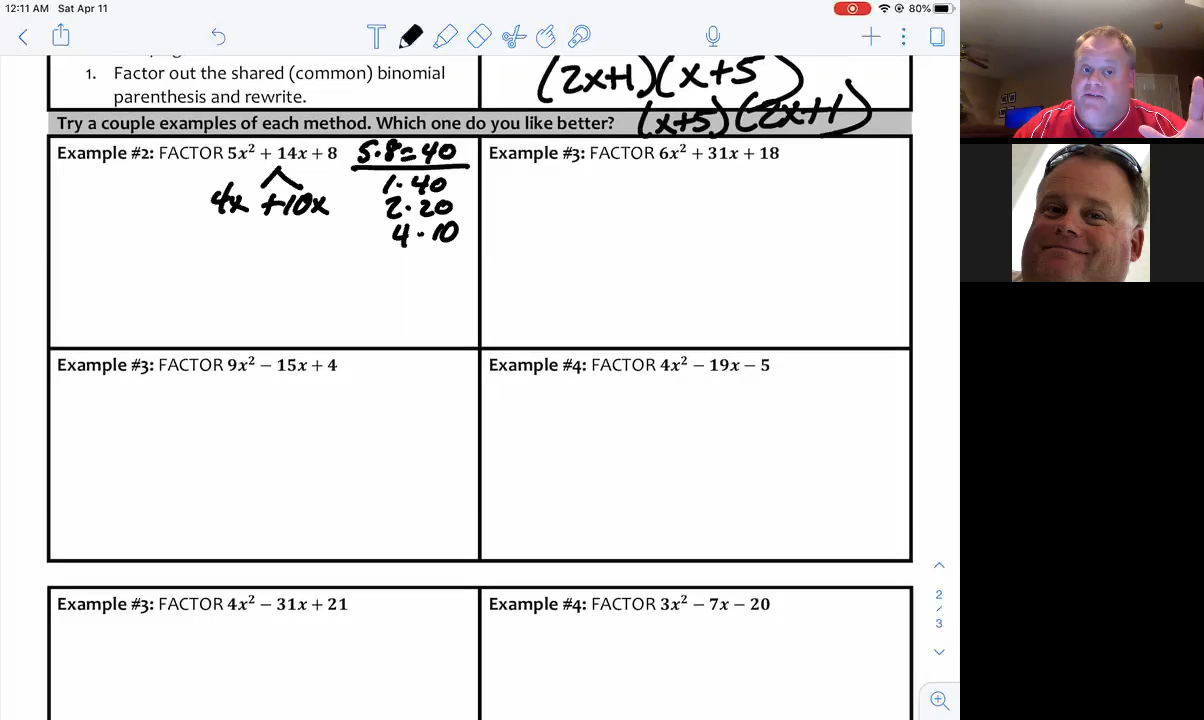 12:11 AM Sat Apr 11
80%
1. Factor out the shared (common) binomial
parenthesis and rewrite.
(2x+1)(x+5)
(x+5)(2x+1)
Try a couple examples of each method. Which one do you like better?
Example #2: FACTOR 5x² + 14x + 8
5·8=40
4x +10x
1·40
2·20
4·10
Example #3: FACTOR 6x² + 31x + 18
Example #3: FACTOR 9x² − 15x + 4
Example #4: FACTOR 4x² − 19x − 5
Example #3: FACTOR 4x² − 31x + 21
Example #4: FACTOR 3x² − 7x − 20
2
/
3